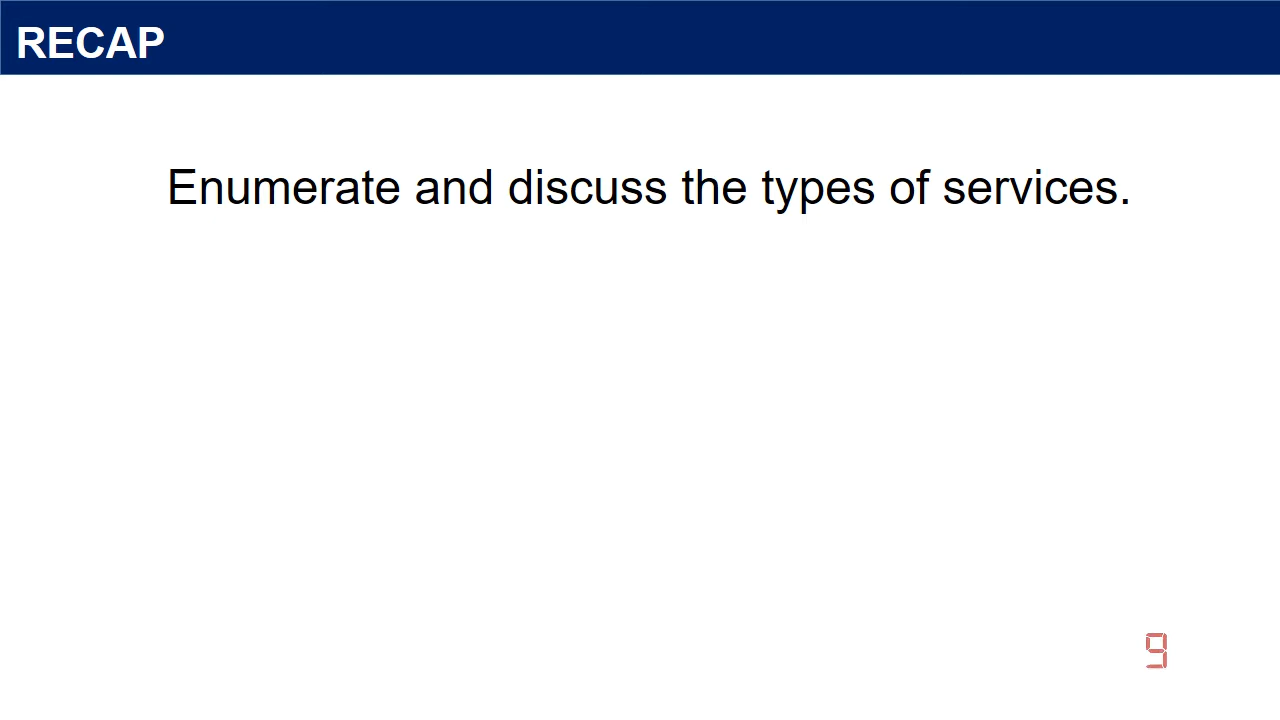 RECAP
Enumerate and discuss the types of services.
9